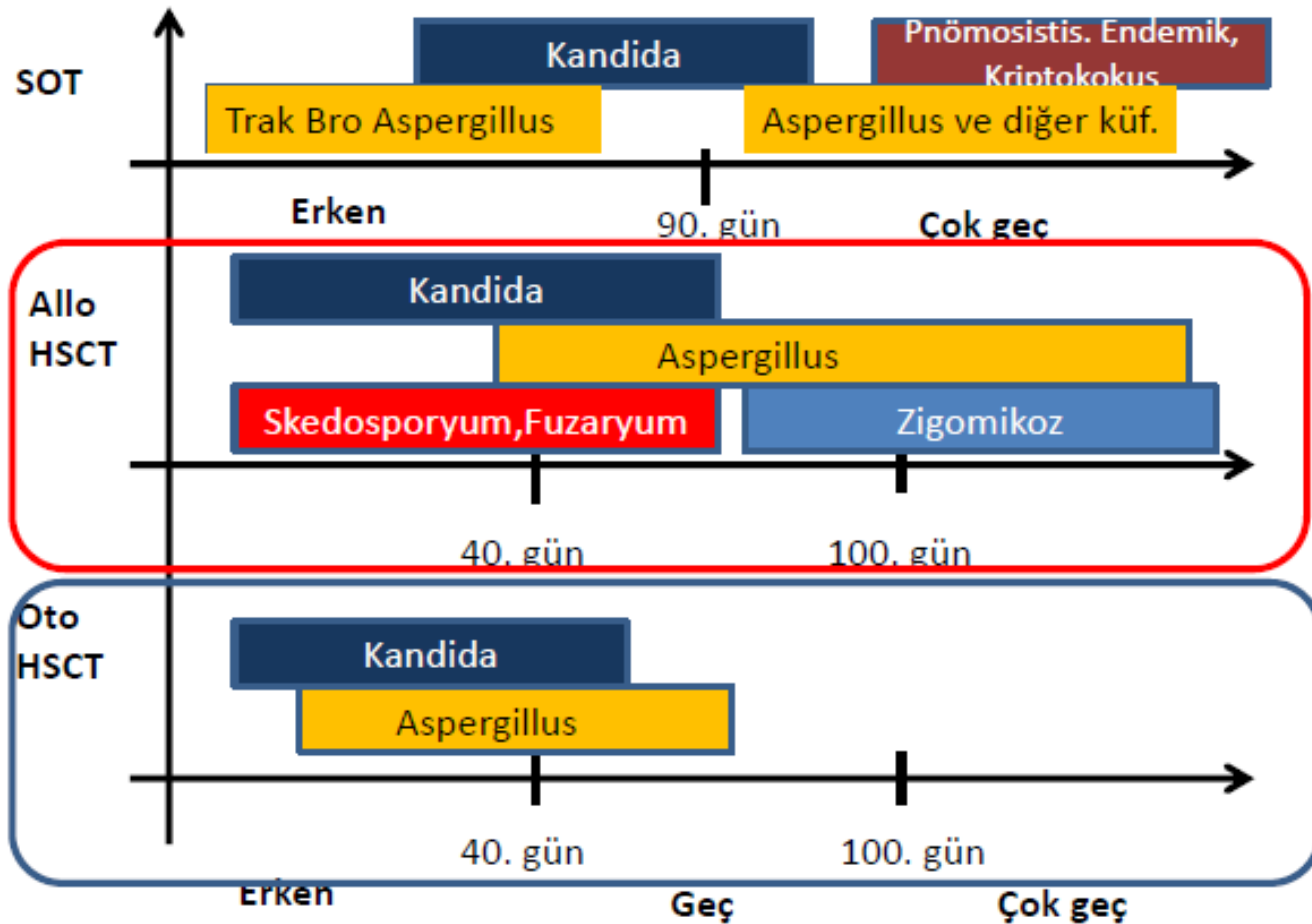 SOT
Kandida
Pnömosistis. Endemik,
Kriptokokus
Trak Bro Aspergillus
Aspergillus ve diğer küf.
Erken
90. gün
Çok geç
Allo
HSCT
Kandida
Aspergillus
Skedosporyum,Fuzaryum
Zigomikoz
40. gün
100. gün
Oto
HSCT
Kandida
Aspergillus
40. gün
100. gün
Erken
Geç
Çok geç